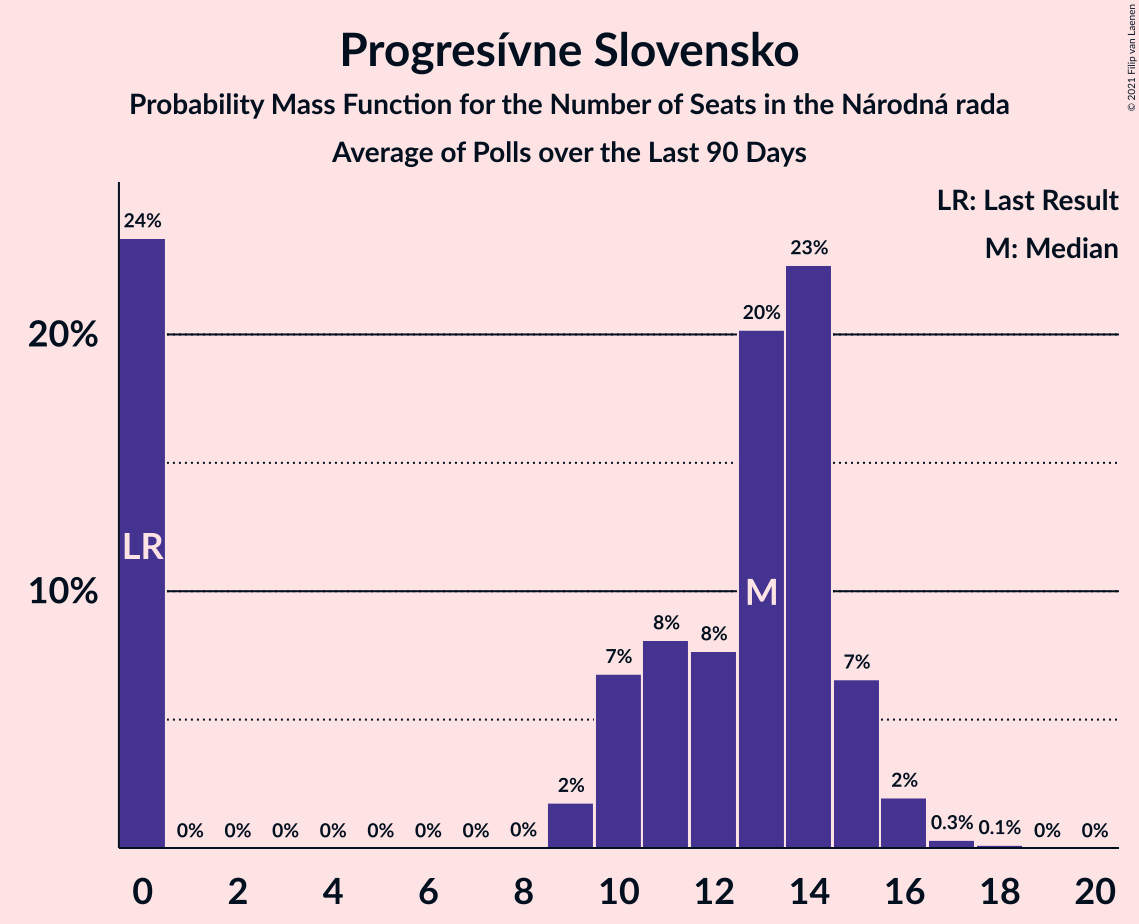 Progresívne Slovensko
Probability Mass Function for the Number of Seats in the Národná rada
Average of Polls over the Last 90 Days
© 2021 Filip van Laenen
LR: Last Result
M: Median
24%
23%
20%
20%
LR
10%
M
8%
8%
7%
7%
2%
2%
0% 0% 0% 0% 0% 0% 0% 0%
0.3% 0.1% 0% 0%
0 2 4 6 8 10 12 14 16 18 20